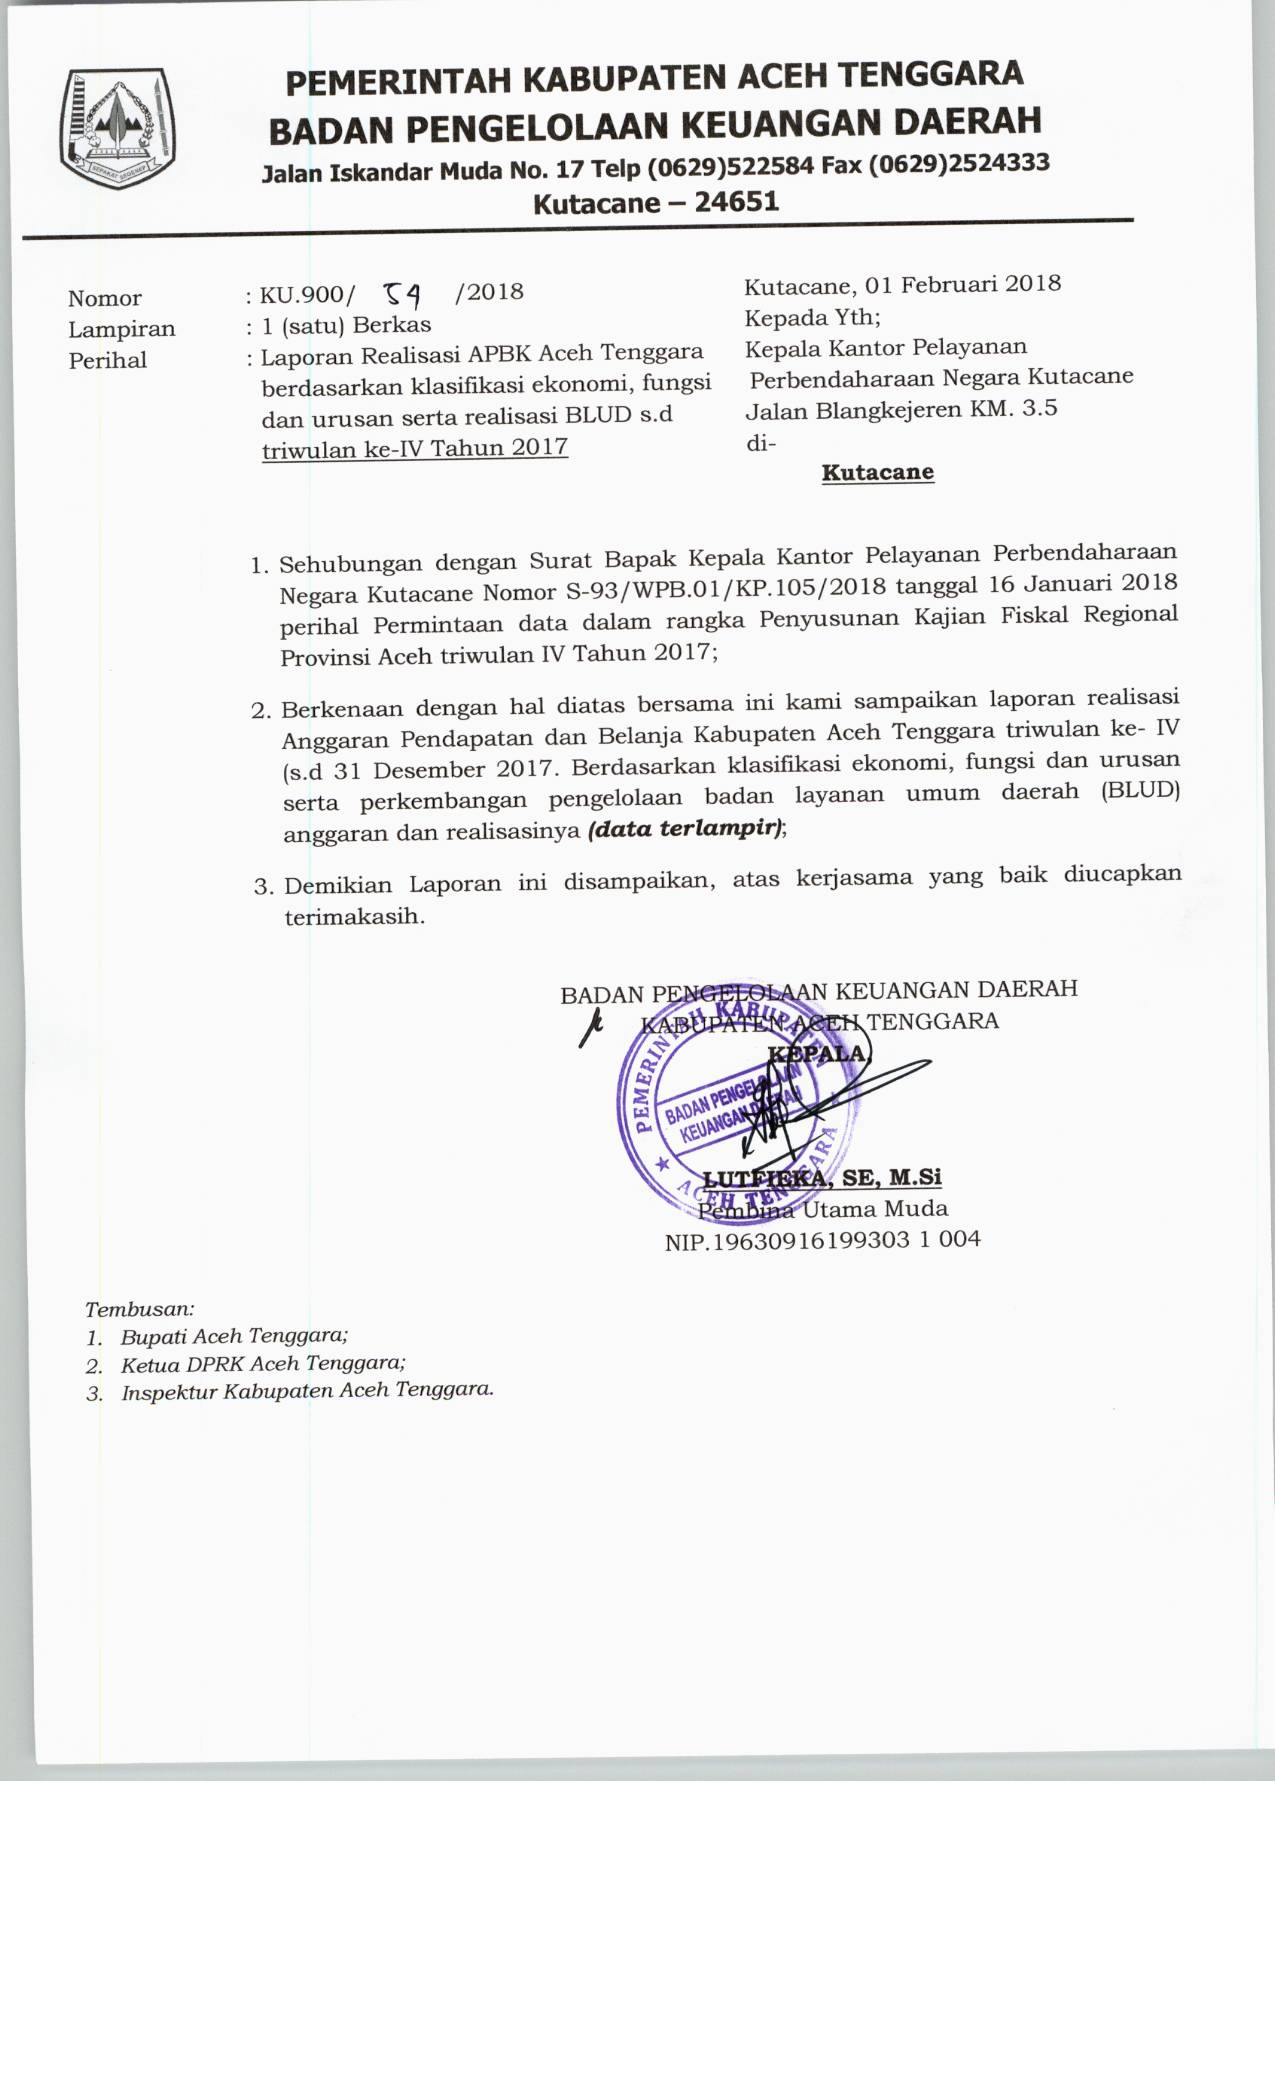 PEMERINTAH KABUPATEN ACEH TENGGARA
BADAN PENGELOLAAN KEUANGAN DAERAH
Jalan Iskandar Muda No. 17 Telp (0629)522584 Fax (0629)2524333
Kutacane – 24651
SEPAKAT SEGENEP
Nomor : KU.900/ 59 /2018
Lampiran : 1 (satu) Berkas
Perihal : Laporan Realisasi APBK Aceh Tenggara
berdasarkan klasifikasi ekonomi, fungsi
dan urusan serta realisasi BLUD s.d
triwulan ke-IV Tahun 2017
Kutacane, 01 Februari 2018
Kepada Yth;
Kepala Kantor Pelayanan
Perbendaharaan Negara Kutacane
Jalan Blangkejeren KM. 3.5
di-
Kutacane
1. Sehubungan dengan Surat Bapak Kepala Kantor Pelayanan Perbendaharaan
Negara Kutacane Nomor S-93/WPB.01/KP.105/2018 tanggal 16 Januari 2018
perihal Permintaan data dalam rangka Penyusunan Kajian Fiskal Regional
Provinsi Aceh triwulan IV Tahun 2017;
2. Berkenaan dengan hal diatas bersama ini kami sampaikan laporan realisasi
Anggaran Pendapatan dan Belanja Kabupaten Aceh Tenggara triwulan ke- IV
(s.d 31 Desember 2017. Berdasarkan klasifikasi ekonomi, fungsi dan urusan
serta perkembangan pengelolaan badan layanan umum daerah (BLUD)
anggaran dan realisasinya (data terlampir);
3. Demikian Laporan ini disampaikan, atas kerjasama yang baik diucapkan
terimakasih.
BADAN PENGELOLAAN KEUANGAN DAERAH
KABUPATEN ACEH TENGGARA
KEPALA,
PEMERINTAH KABUPATEN
BADAN PENGELOLAAN
KEUANGAN DAERAH
ACEH TENGGARA
LUTFIEKA, SE, M.Si
Pembina Utama Muda
NIP.19630916199303 1 004
Tembusan:
1. Bupati Aceh Tenggara;
2. Ketua DPRK Aceh Tenggara;
3. Inspektur Kabupaten Aceh Tenggara.